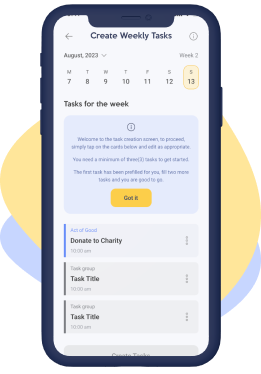 Create Weekly Tasks
August, 2023
Week 2
M T W T F S S
7 8 9 10 11 12 13
Tasks for the week
Welcome to the task creation screen, to proceed,
simply tap on the cards below and edit as appropriate.
You need a minimum of three(3) tasks to get started.
The first task has been prefilled for you, fill two more
tasks and you are good to go.
Got it
Act of Good
Donate to Charity
10:00 am
Task group
Task Title
10:00 am
Task group
Task Title
10:00 am
Create Tasks